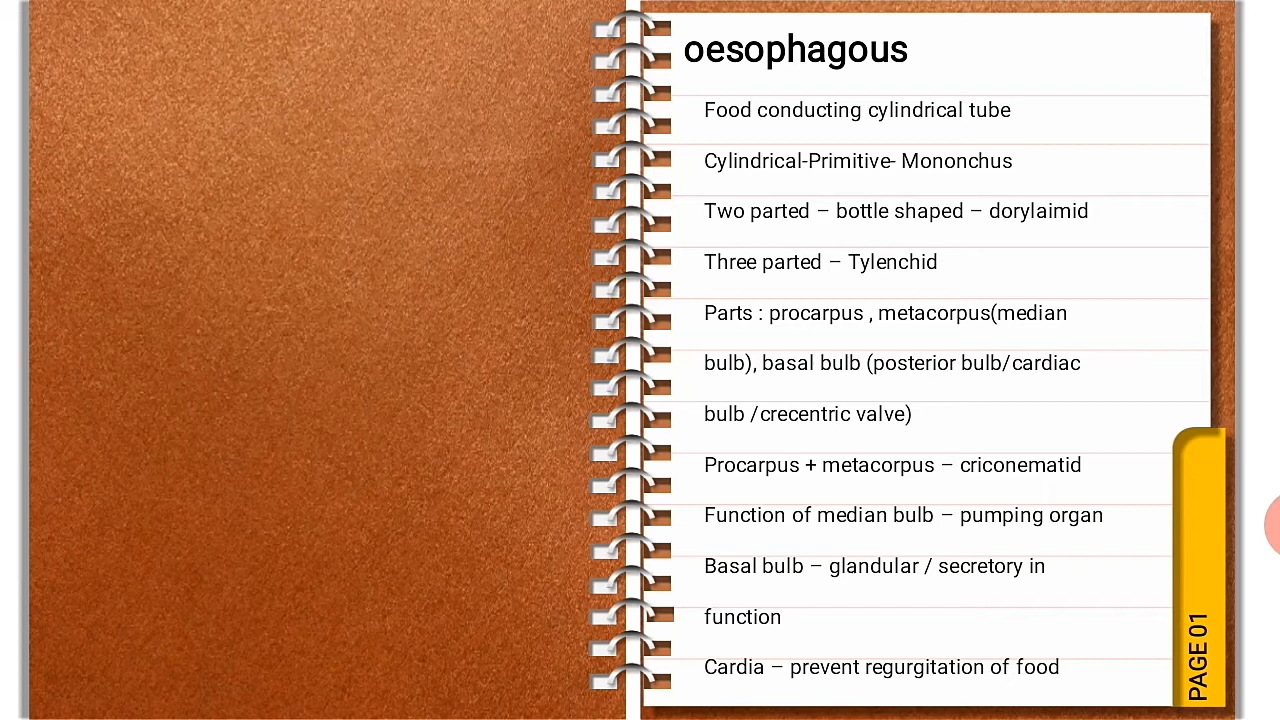 oesophagous
Food conducting cylindrical tube
Cylindrical-Primitive- Mononchus
Two parted – bottle shaped – dorylaimid
Three parted – Tylenchid
Parts : procarpus , metacorpus(median
bulb), basal bulb (posterior bulb/cardiac
bulb /crecentric valve)
Procarpus + metacorpus – criconematid
Function of median bulb – pumping organ
Basal bulb – glandular / secretory in
function
Cardia – prevent regurgitation of food
PAGE 01